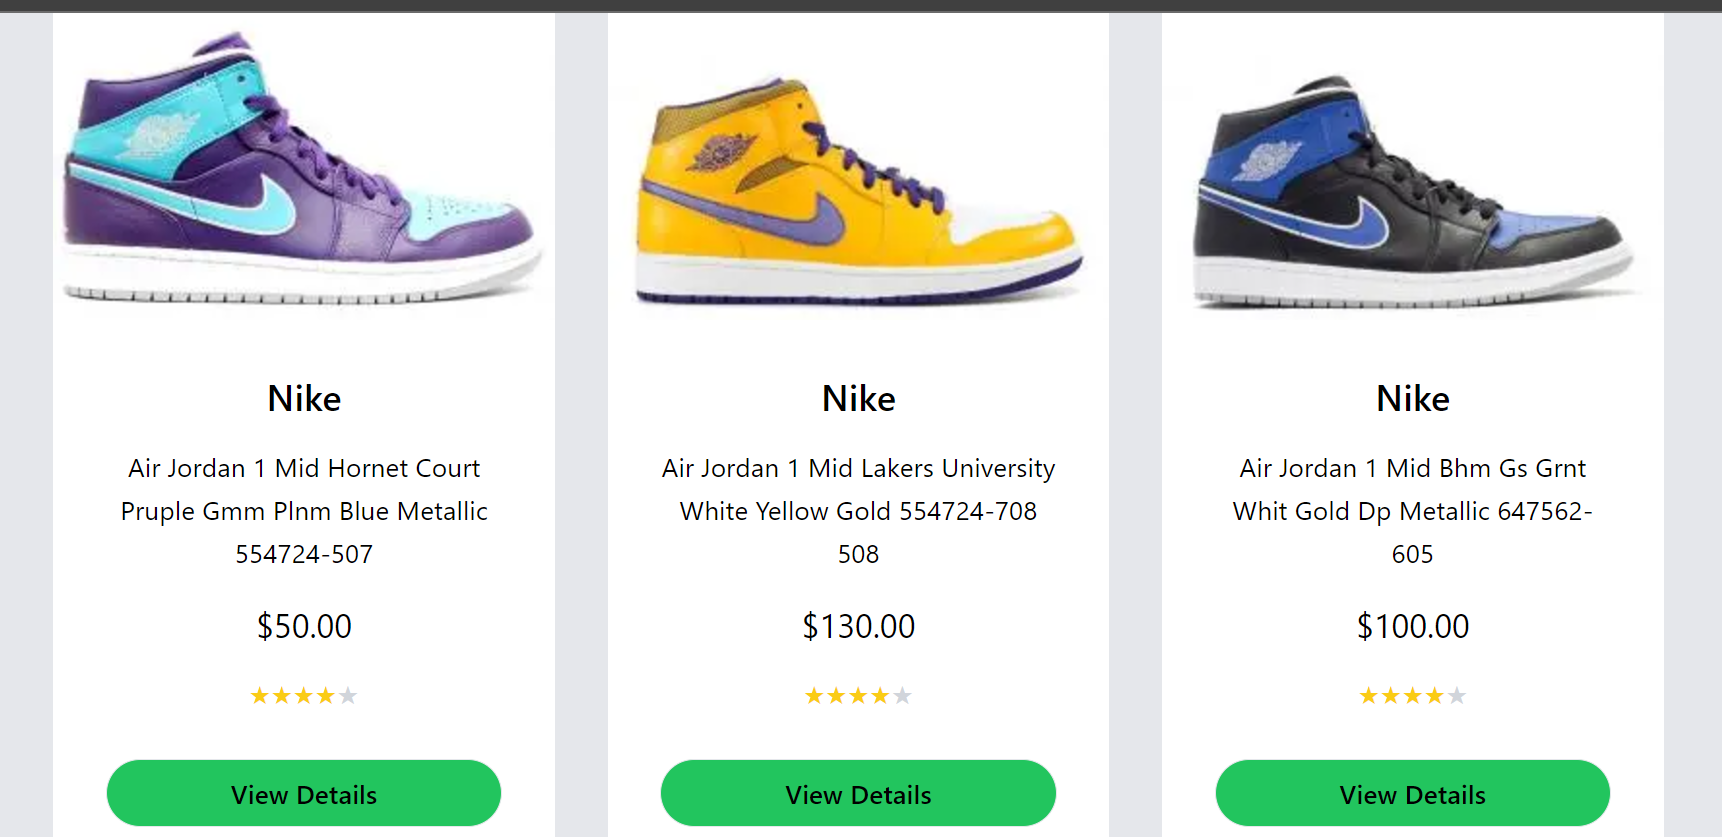 Nike
Air Jordan 1 Mid Hornet Court
Pruple Gmm Plnm Blue Metallic
554724-507
$50.00
View Details
Nike
Air Jordan 1 Mid Lakers University
White Yellow Gold 554724-708
508
$130.00
View Details
Nike
Air Jordan 1 Mid Bhm Gs Grnt
Whit Gold Dp Metallic 647562-
605
$100.00
View Details